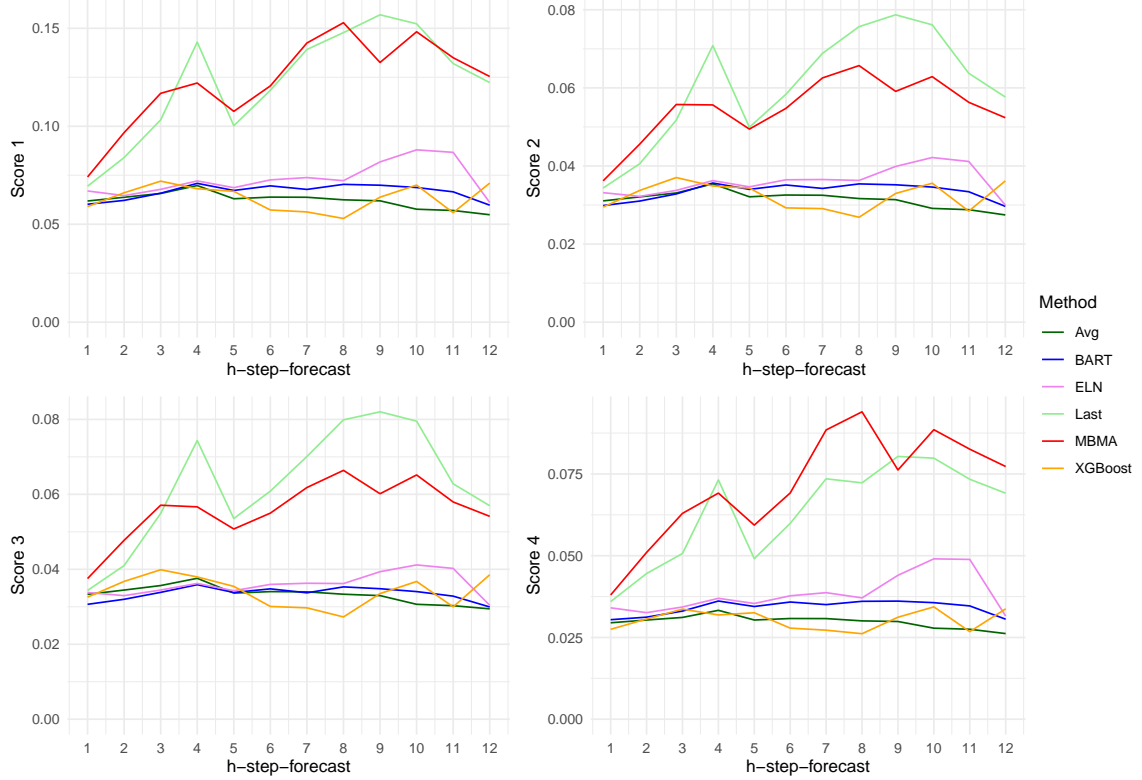 0.15
0.10
0.05
0.00
Score 1
1 2 3 4 5 6 7 8 9 10 11 12
h−step−forecast
0.08
0.06
0.04
0.02
0.00
Score 2
1 2 3 4 5 6 7 8 9 10 11 12
h−step−forecast
0.08
0.06
0.04
0.02
0.00
Score 3
1 2 3 4 5 6 7 8 9 10 11 12
h−step−forecast
0.075
0.050
0.025
0.000
Score 4
1 2 3 4 5 6 7 8 9 10 11 12
h−step−forecast
Method
Avg
BART
ELN
Last
MBMA
XGBoost